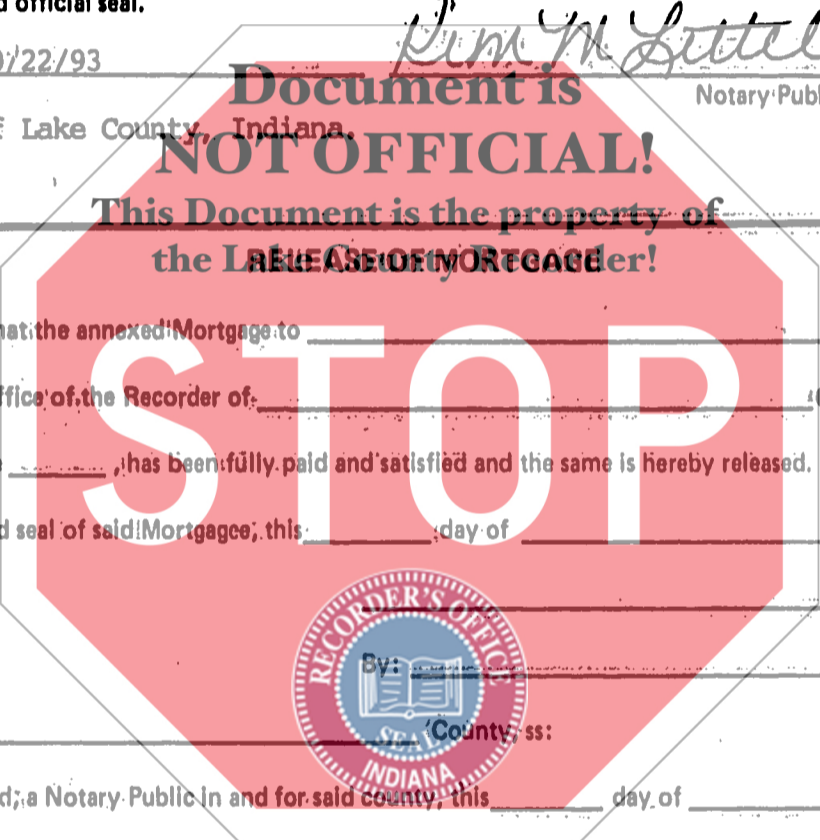 d official seal.
Kim M Littel
0/22/93
Notary Publ
f Lake County, Indiana.
Document is
NOT OFFICIAL!
This Document is the property of
the Lake County Recorder!
RELEASE OF MORTGAGE
hat the annexed Mortgage to
ffice of the Recorder of
has been fully paid and satisfied and the same is hereby released.
d seal of said Mortgagee, this day of
STOP
RECORDER'S OFFICE
By:
SEAL
County, ss:
INDIANA
d, a Notary Public in and for said county, this day of